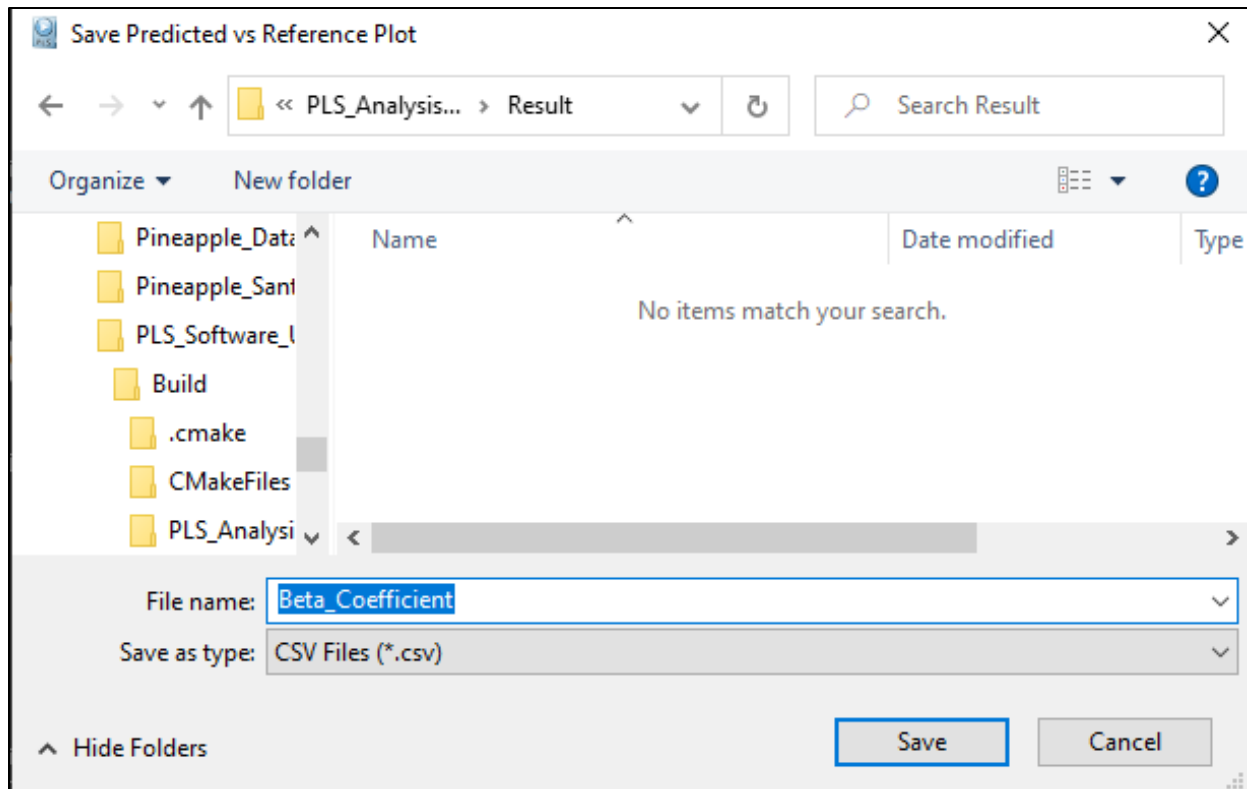 Save Predicted vs Reference Plot
« PLS_Analysis... › Result
Search Result
Organize
New folder
Pineapple_Data
Pineapple_Sant
PLS_Software_U
Build
.cmake
CMakeFiles
PLS_Analysi
Name
Date modified
Type
No items match your search.
File name: Beta_Coefficient
Save as type: CSV Files (*.csv)
Hide Folders
Save
Cancel